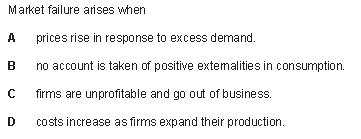 Market failure arises when
A prices rise in response to excess demand.
B no account is taken of positive externalities in consumption.
C firms are unprofitable and go out of business.
D costs increase as firms expand their production.